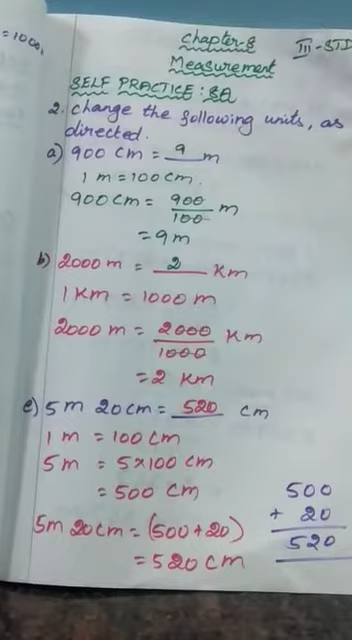 = 1000,
Chapter-8 III-STD
Measurement
SELF PRACTICE: 8A
2. change the following units, as
directed.
a) 900 cm = 9 m
1 m = 100 cm.
900 cm = 900/100 m
= 9 m
b) 2000 m = 2 Km
1 Km = 1000 m
2000 m = 2000/1000 Km
= 2 Km
c) 5 m 20 cm = 520 cm
1 m = 100 cm
5 m = 5 × 100 cm
= 500 cm
5m 20 cm = (500 + 20)
= 520 cm
500
+ 20
520